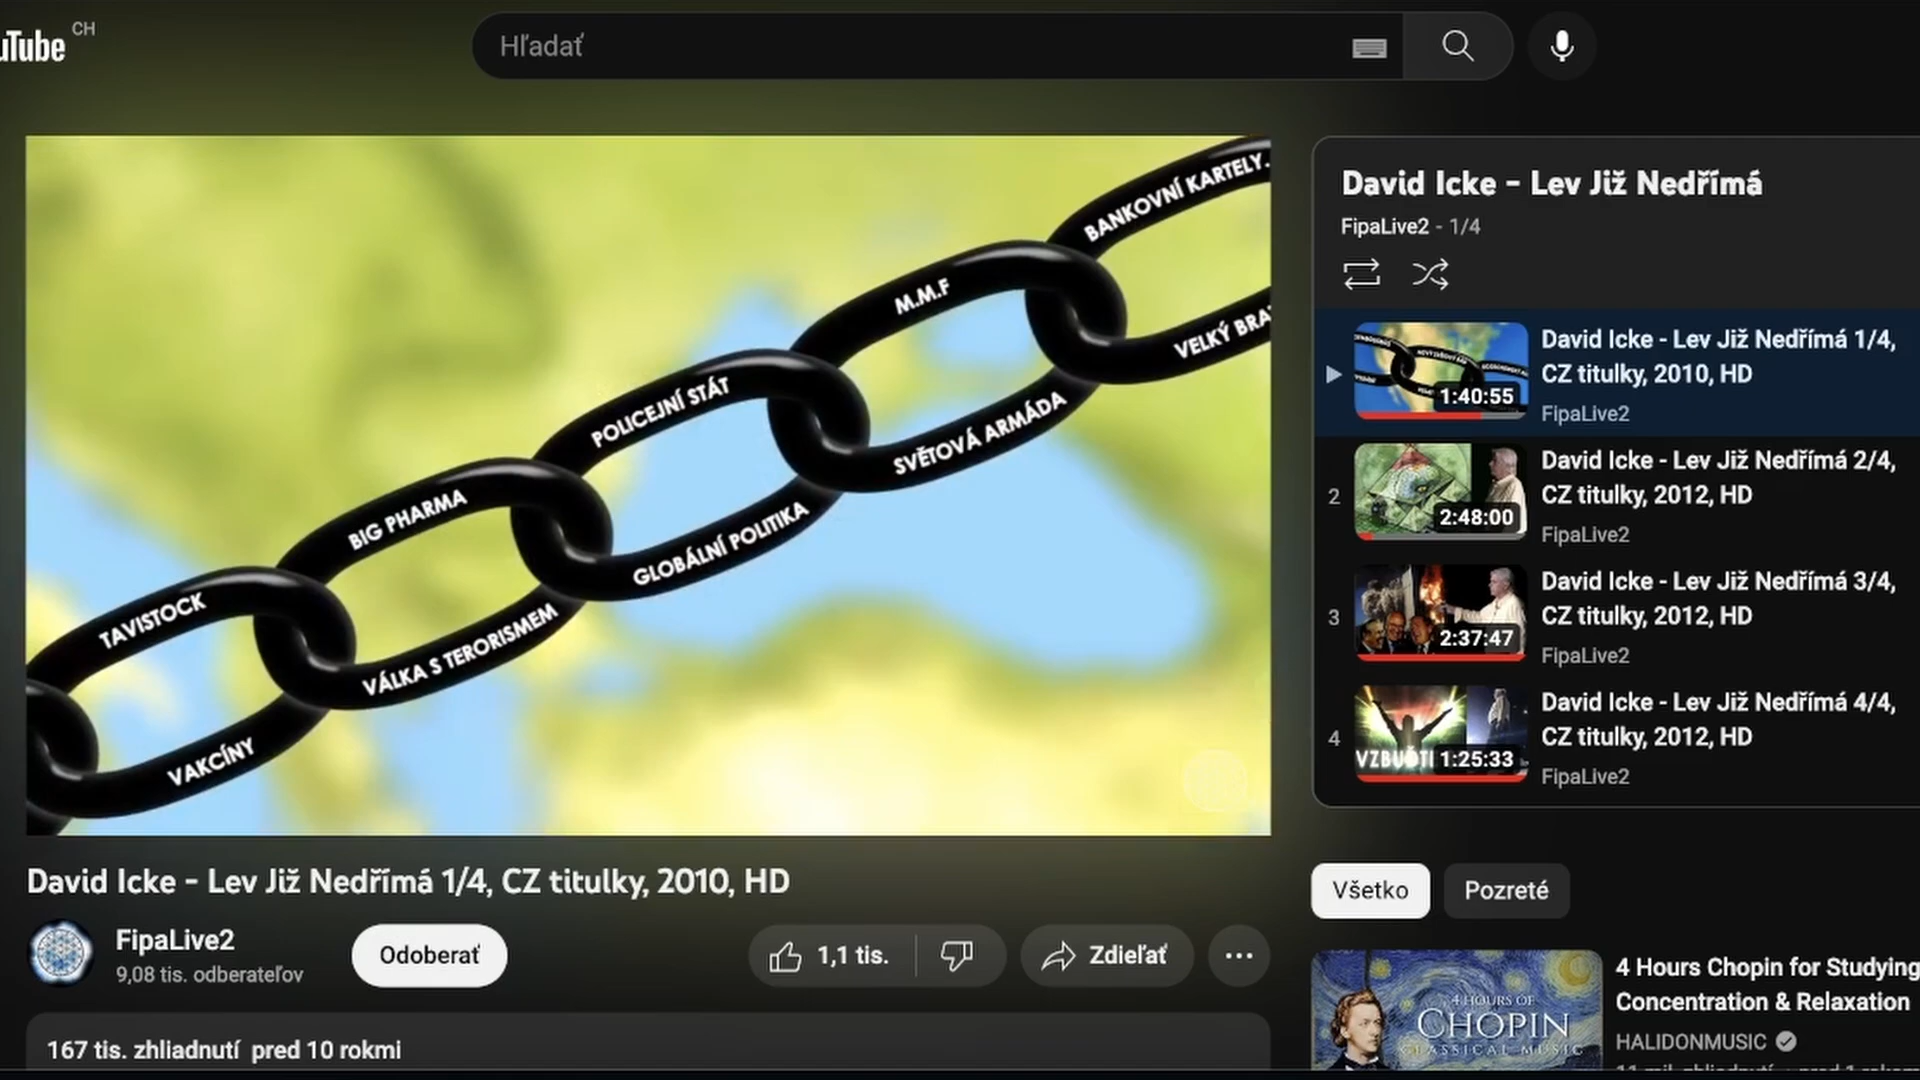 uTube CH
Hľadať
BANKOVNÍ KARTELY.
M.M.F
VELKÝ
POLICEJNÍ STÁT
SVĚTOVÁ ARMÁDA
BIG PHARMA
GLOBÁLNÍ POLITIKA
TAVISTOCK
VÁLKA S TERORISMEM
VAKCÍNY
David Icke - Lev Již Nedřímá 1/4, CZ titulky, 2010, HD
FipaLive2
9,08 tis. odberateľov
Odoberať
1,1 tis.
Zdieľať
167 tis. zhliadnutí pred 10 rokmi
David Icke - Lev Již Nedřímá
FipaLive2 - 1/4
David Icke - Lev Již Nedřímá 1/4,
CZ titulky, 2010, HD
FipaLive2
1:40:55
2
David Icke - Lev Již Nedřímá 2/4,
CZ titulky, 2012, HD
FipaLive2
2:48:00
3
David Icke - Lev Již Nedřímá 3/4,
CZ titulky, 2012, HD
FipaLive2
2:37:47
4
David Icke - Lev Již Nedřímá 4/4,
CZ titulky, 2012, HD
FipaLive2
1:25:33
Všetko
Pozreté
4 HOURS OF
CHOPIN
CLASSICAL MUSIC
4 Hours Chopin for Studying
Concentration & Relaxation
HALIDONMUSIC